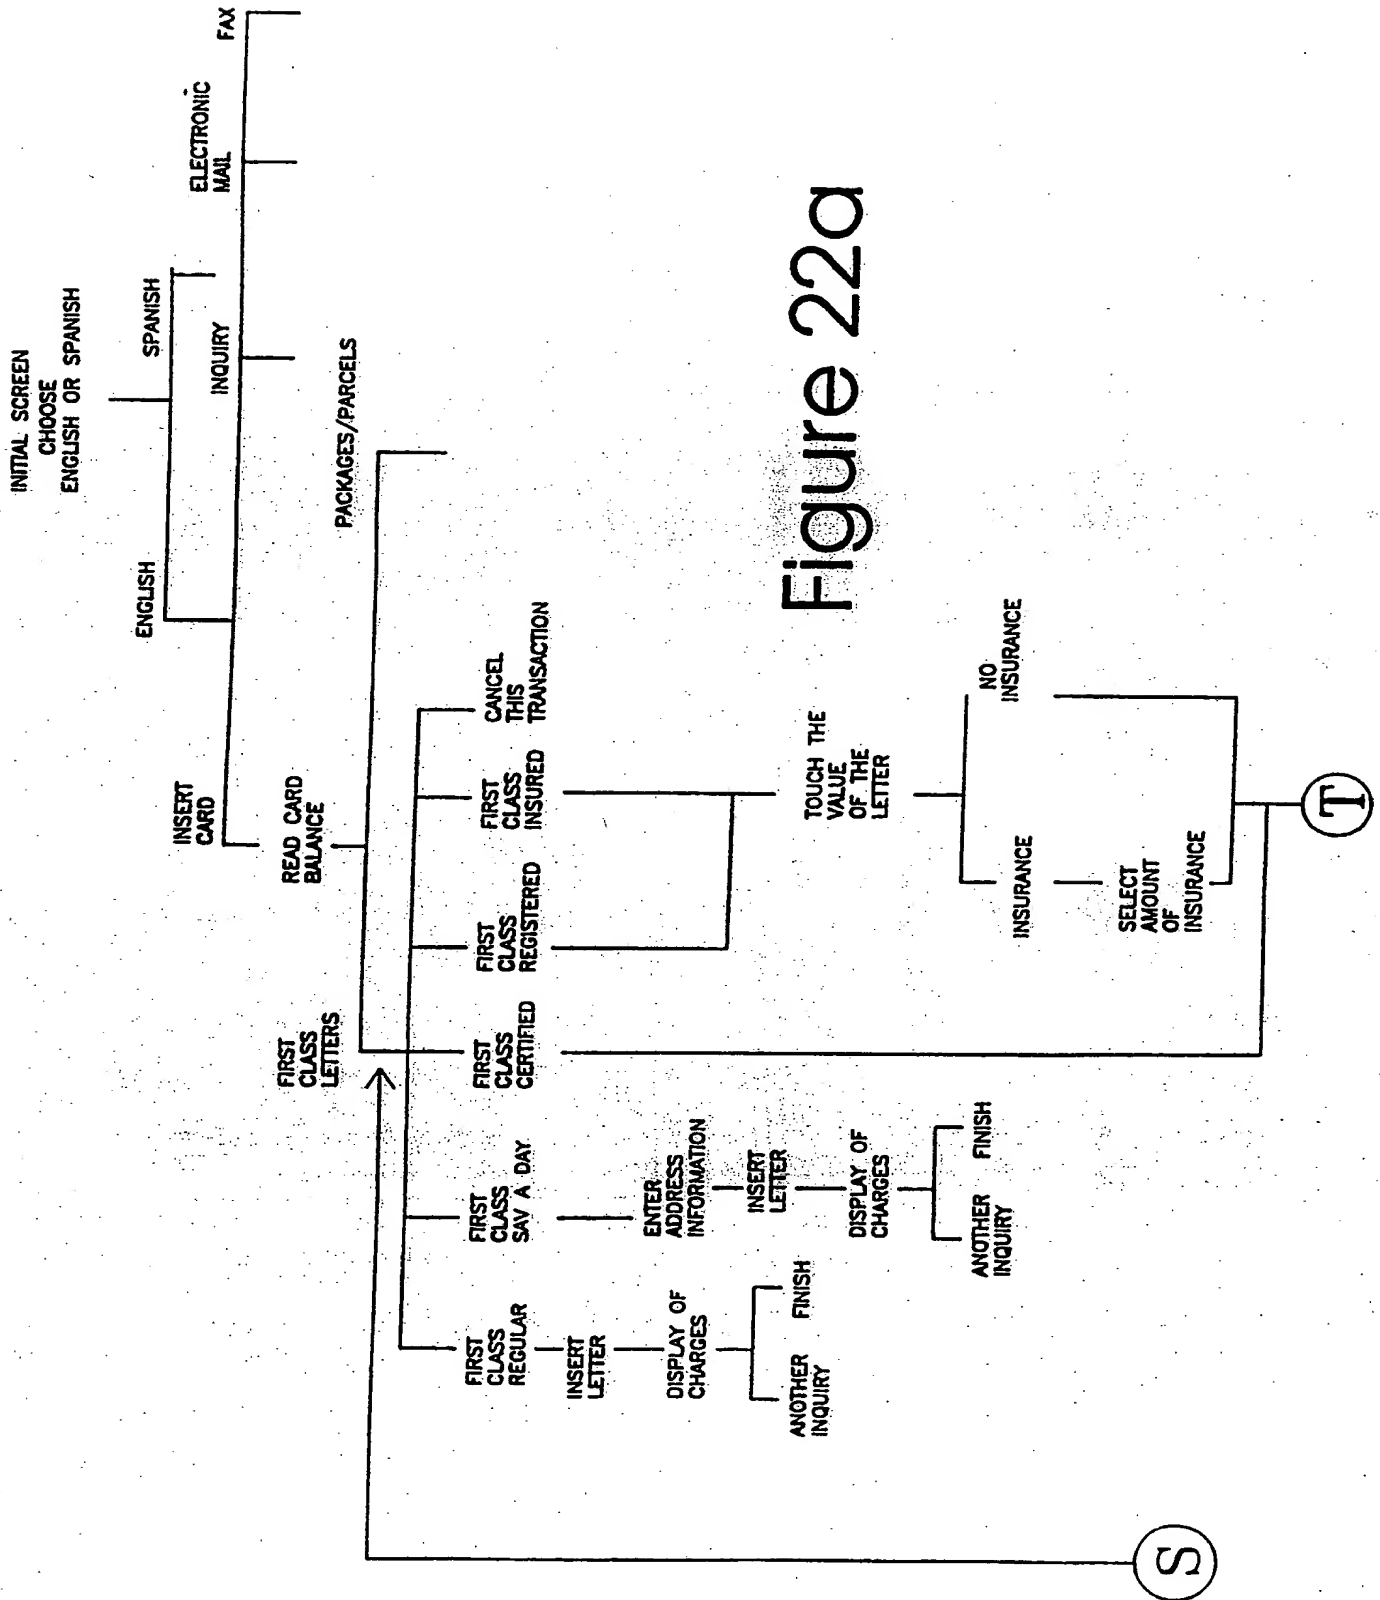 INITIAL SCREEN
CHOOSE
ENGLISH OR SPANISH
ENGLISH
SPANISH
INSERT
CARD
INQUIRY
ELECTRONIC
MAIL
FAX
READ CARD
BALANCE
FIRST
CLASS
LETTERS
PACKAGES/PARCELS
FIRST
CLASS
REGULAR
FIRST
CLASS
SAV A DAY
FIRST
CLASS
CERTIFIED
FIRST
CLASS
REGISTERED
FIRST
CLASS
INSURED
CANCEL
THIS
TRANSACTION
INSERT
LETTER
DISPLAY OF
CHARGES
ANOTHER
INQUIRY
FINISH
ENTER
ADDRESS
INFORMATION
INSERT
LETTER
DISPLAY OF
CHARGES
ANOTHER
INQUIRY
FINISH
TOUCH THE
VALUE
OF THE
LETTER
INSURANCE
NO
INSURANCE
SELECT
AMOUNT
OF
INSURANCE
S
T
Figure 22a